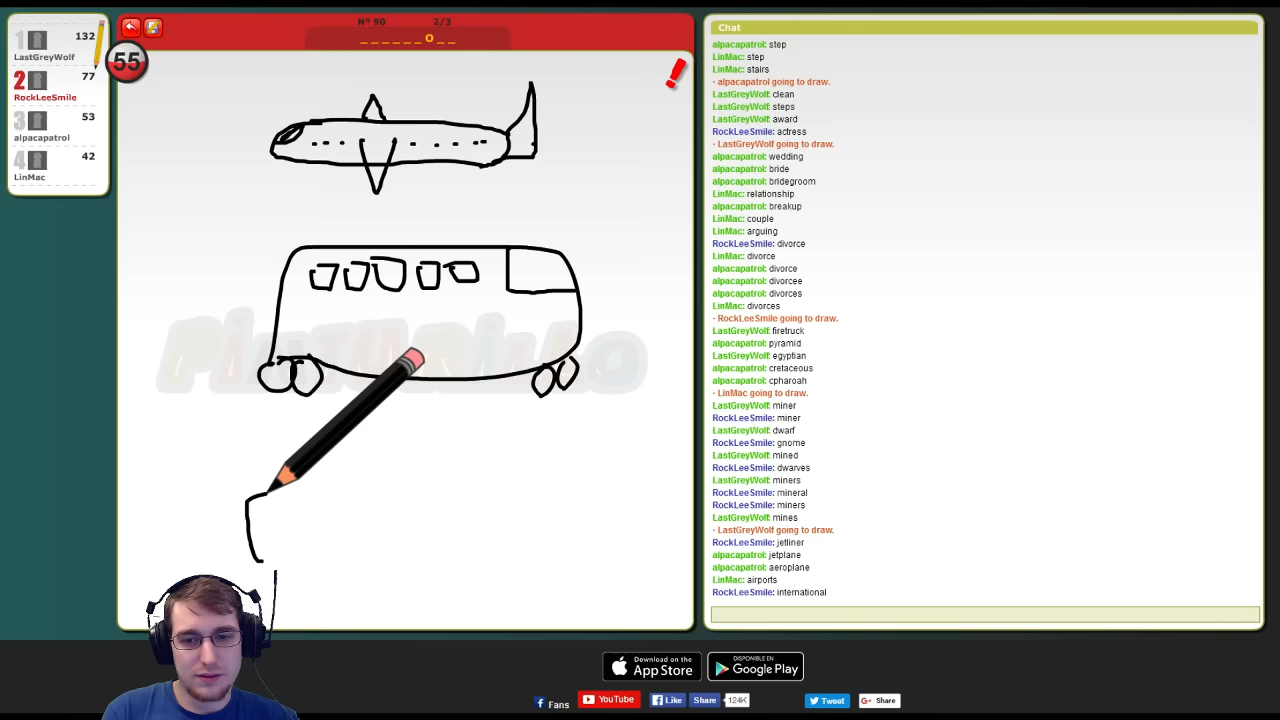 1
132
LastGreyWolf
2
77
RockLeeSmile
3
53
alpacapatrol
4
42
LinMac
55
Nº 90
2/3
_ _ _ _ _ _ o _ _
Chat
alpacapatrol: step
LinMac: step
LinMac: stairs
- alpacapatrol going to draw.
LastGreyWolf: clean
LastGreyWolf: steps
LastGreyWolf: award
RockLeeSmile: actress
- LastGreyWolf going to draw.
alpacapatrol: wedding
alpacapatrol: bride
alpacapatrol: bridegroom
LinMac: relationship
alpacapatrol: breakup
LinMac: couple
LinMac: arguing
RockLeeSmile: divorce
LinMac: divorce
alpacapatrol: divorce
alpacapatrol: divorcee
alpacapatrol: divorces
LinMac: divorces
- RockLeeSmile going to draw.
LastGreyWolf: firetruck
alpacapatrol: pyramid
LastGreyWolf: egyptian
alpacapatrol: cretaceous
alpacapatrol: cpharoah
- LinMac going to draw.
LastGreyWolf: miner
RockLeeSmile: miner
LastGreyWolf: dwarf
RockLeeSmile: gnome
LastGreyWolf: mined
RockLeeSmile: dwarves
LastGreyWolf: miners
RockLeeSmile: mineral
RockLeeSmile: miners
LastGreyWolf: mines
- LastGreyWolf going to draw.
RockLeeSmile: jetliner
alpacapatrol: jetplane
alpacapatrol: aeroplane
LinMac: airports
RockLeeSmile: international
Download on the
App Store
DISPONIBLE EN
Google Play
Fans
YouTube
Like
Share
124K
Tweet
G+ Share